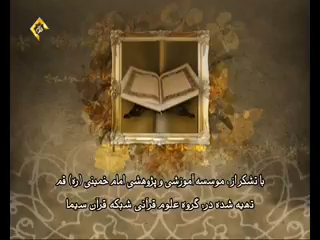 با تشکر از: موسسه آموزشی و پژوهشی امام خمینی (ره) قم
تهیه شده در: گروه علوم قرآنی شبکه قرآن سیما